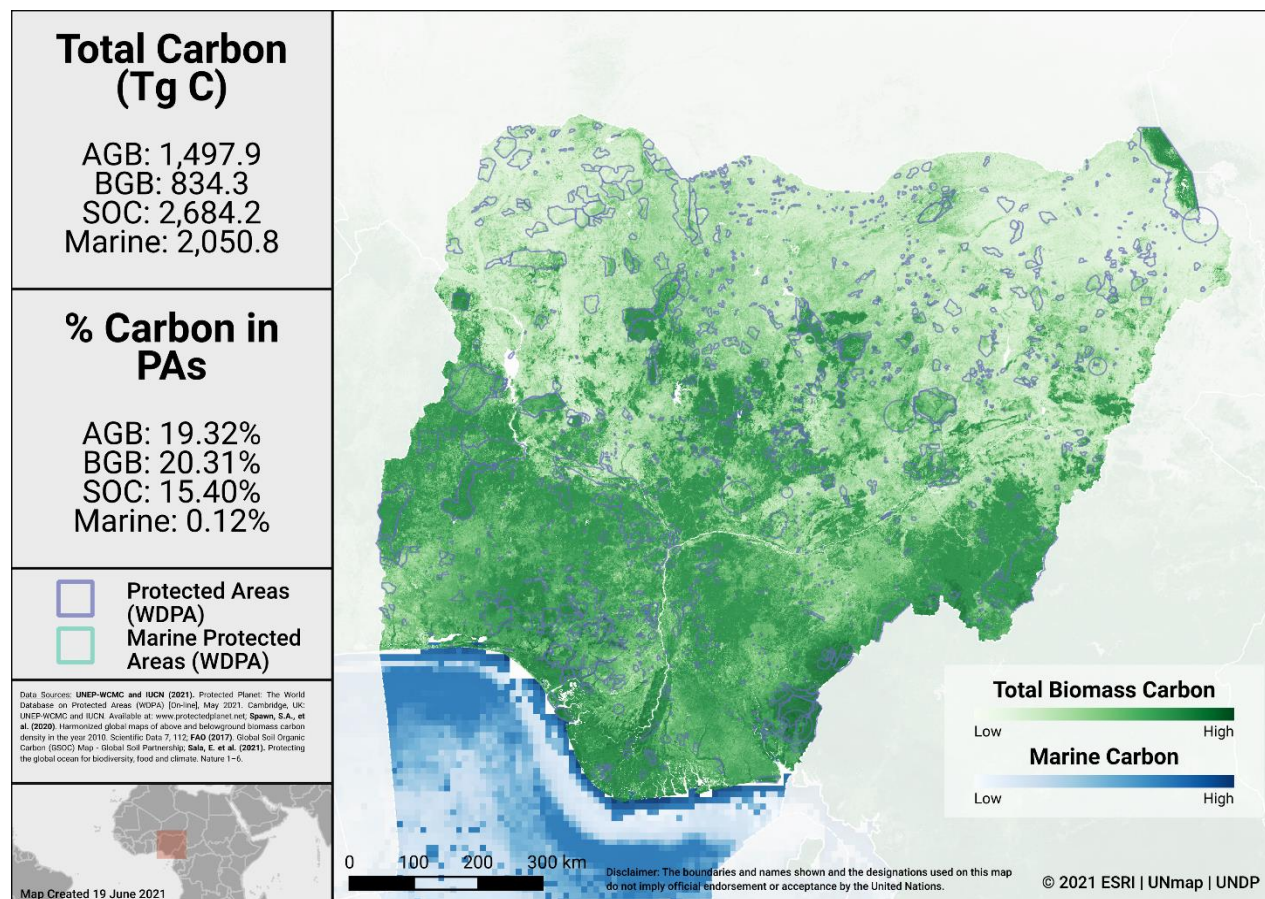 Total Carbon
(Tg C)
AGB: 1,497.9
BGB: 834.3
SOC: 2,684.2
Marine: 2,050.8
% Carbon in
PAs
AGB: 19.32%
BGB: 20.31%
SOC: 15.40%
Marine: 0.12%
Protected Areas
(WDPA)
Marine Protected
Areas (WDPA)
Data Sources: UNEP-WCMC and IUCN (2021). Protected Planet: The World
Database on Protected Areas (WDPA) [On-line], May 2021. Cambridge, UK:
UNEP-WCMC and IUCN. Available at: www.protectedplanet.net; Spawn, S.A., et
al. (2020). Harmonized global maps of above and belowground biomass carbon
density in the year 2010. Scientific Data 7, 112; FAO (2017). Global Soil Organic
Carbon (GSOC) Map - Global Soil Partnership; Sala, E. et al. (2021). Protecting
the global ocean for biodiversity, food and climate. Nature 1–6.
Map Created 19 June 2021
Total Biomass Carbon
Low High
Marine Carbon
Low High
0 100 200 300 km
Disclaimer: The boundaries and names shown and the designations used on this map
do not imply official endorsement or acceptance by the United Nations.
© 2021 ESRI | UNmap | UNDP